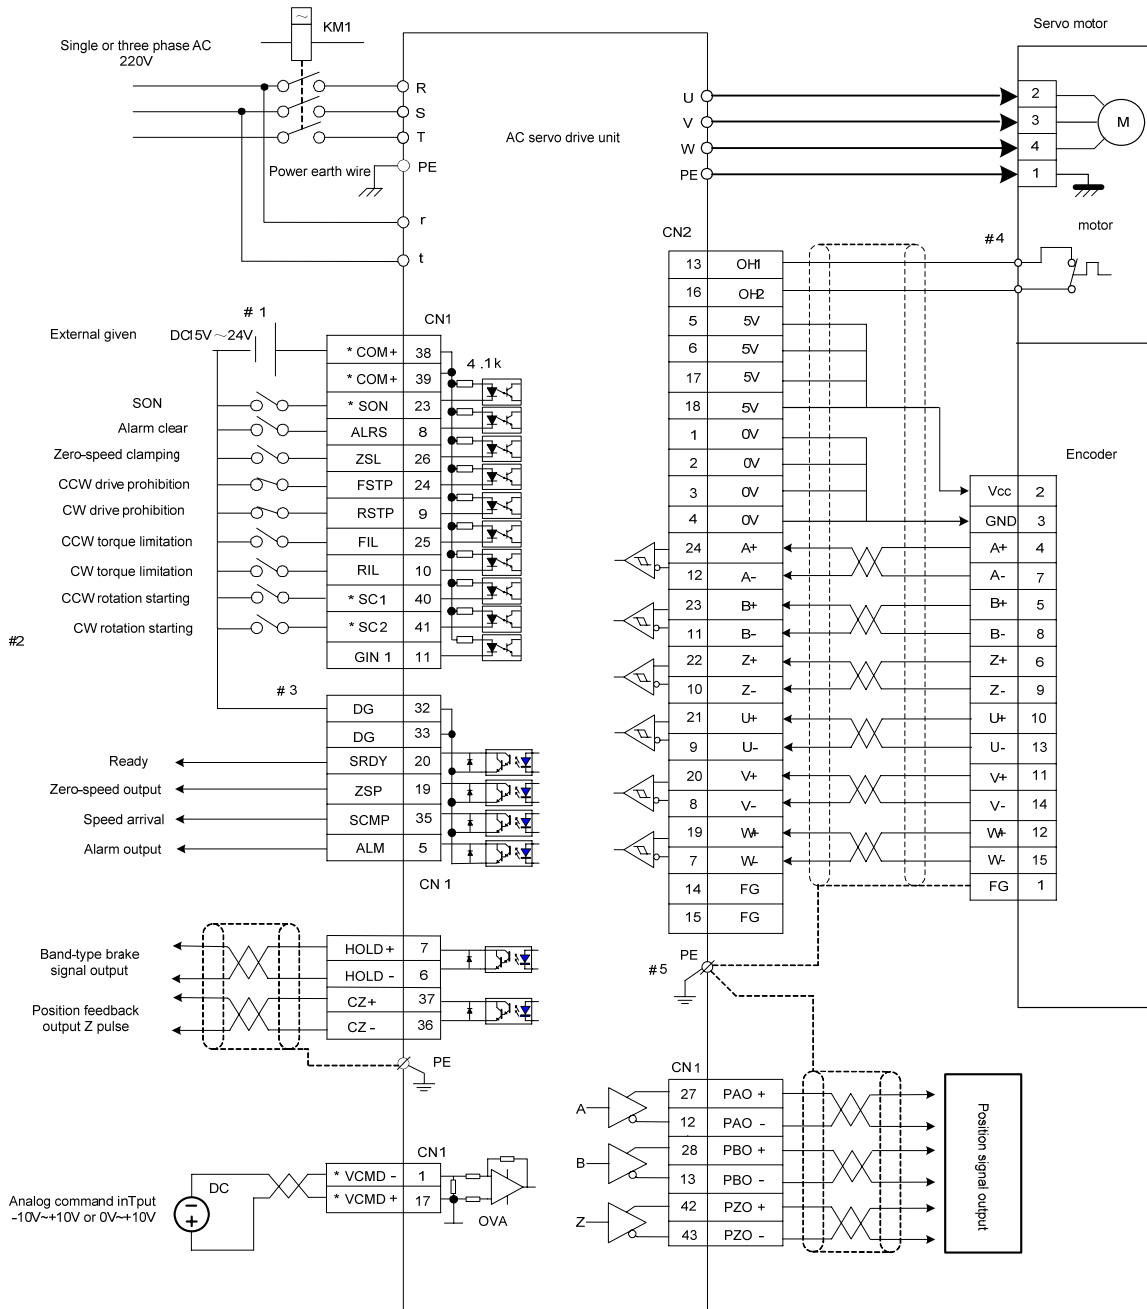 Servo motor
KM1
~
Single or three phase AC
220V
R
S
T
PE
Power earth wire
r
t
AC servo drive unit
U
V
W
PE
2
3
4
1
M
motor
#4
CN2
13 OH1
16 OH2
5 5V
6 5V
17 5V
18 5V
1 0V
2 0V
3 0V
4 0V
24 A+
12 A-
23 B+
11 B-
22 Z+
10 Z-
21 U+
9 U-
20 V+
8 V-
19 W+
7 W-
14 FG
15 FG
Encoder
Vcc 2
GND 3
A+ 4
A- 7
B+ 5
B- 8
Z+ 6
Z- 9
U+ 10
U- 13
V+ 11
V- 14
W+ 12
W- 15
FG 1
PE
#5
# 1
CN1
External given
DC15V ~24V
4 .1k
* COM+ 38
* COM+ 39
SON * SON 23
Alarm clear ALRS 8
Zero-speed clamping ZSL 26
CCW drive prohibition FSTP 24
CW drive prohibition RSTP 9
CCW torque limitation FIL 25
CW torque limitation RIL 10
CCW rotation starting * SC1 40
CW rotation starting * SC2 41
GIN 1 11
#2
# 3
DG 32
DG 33
Ready SRDY 20
Zero-speed output ZSP 19
Speed arrival SCMP 35
Alarm output ALM 5
CN 1
Band-type brake
signal output
HOLD + 7
HOLD - 6
Position feedback
output Z pulse
CZ+ 37
CZ - 36
PE
CN1
* VCMD - 1
* VCMD + 17
DC
Analog command inTput
-10V~+10V or 0V~+10V
OVA
CN 1
A
27 PAO +
12 PAO -
B
28 PBO +
13 PBO -
Z
42 PZO +
43 PZO -
Position signal output